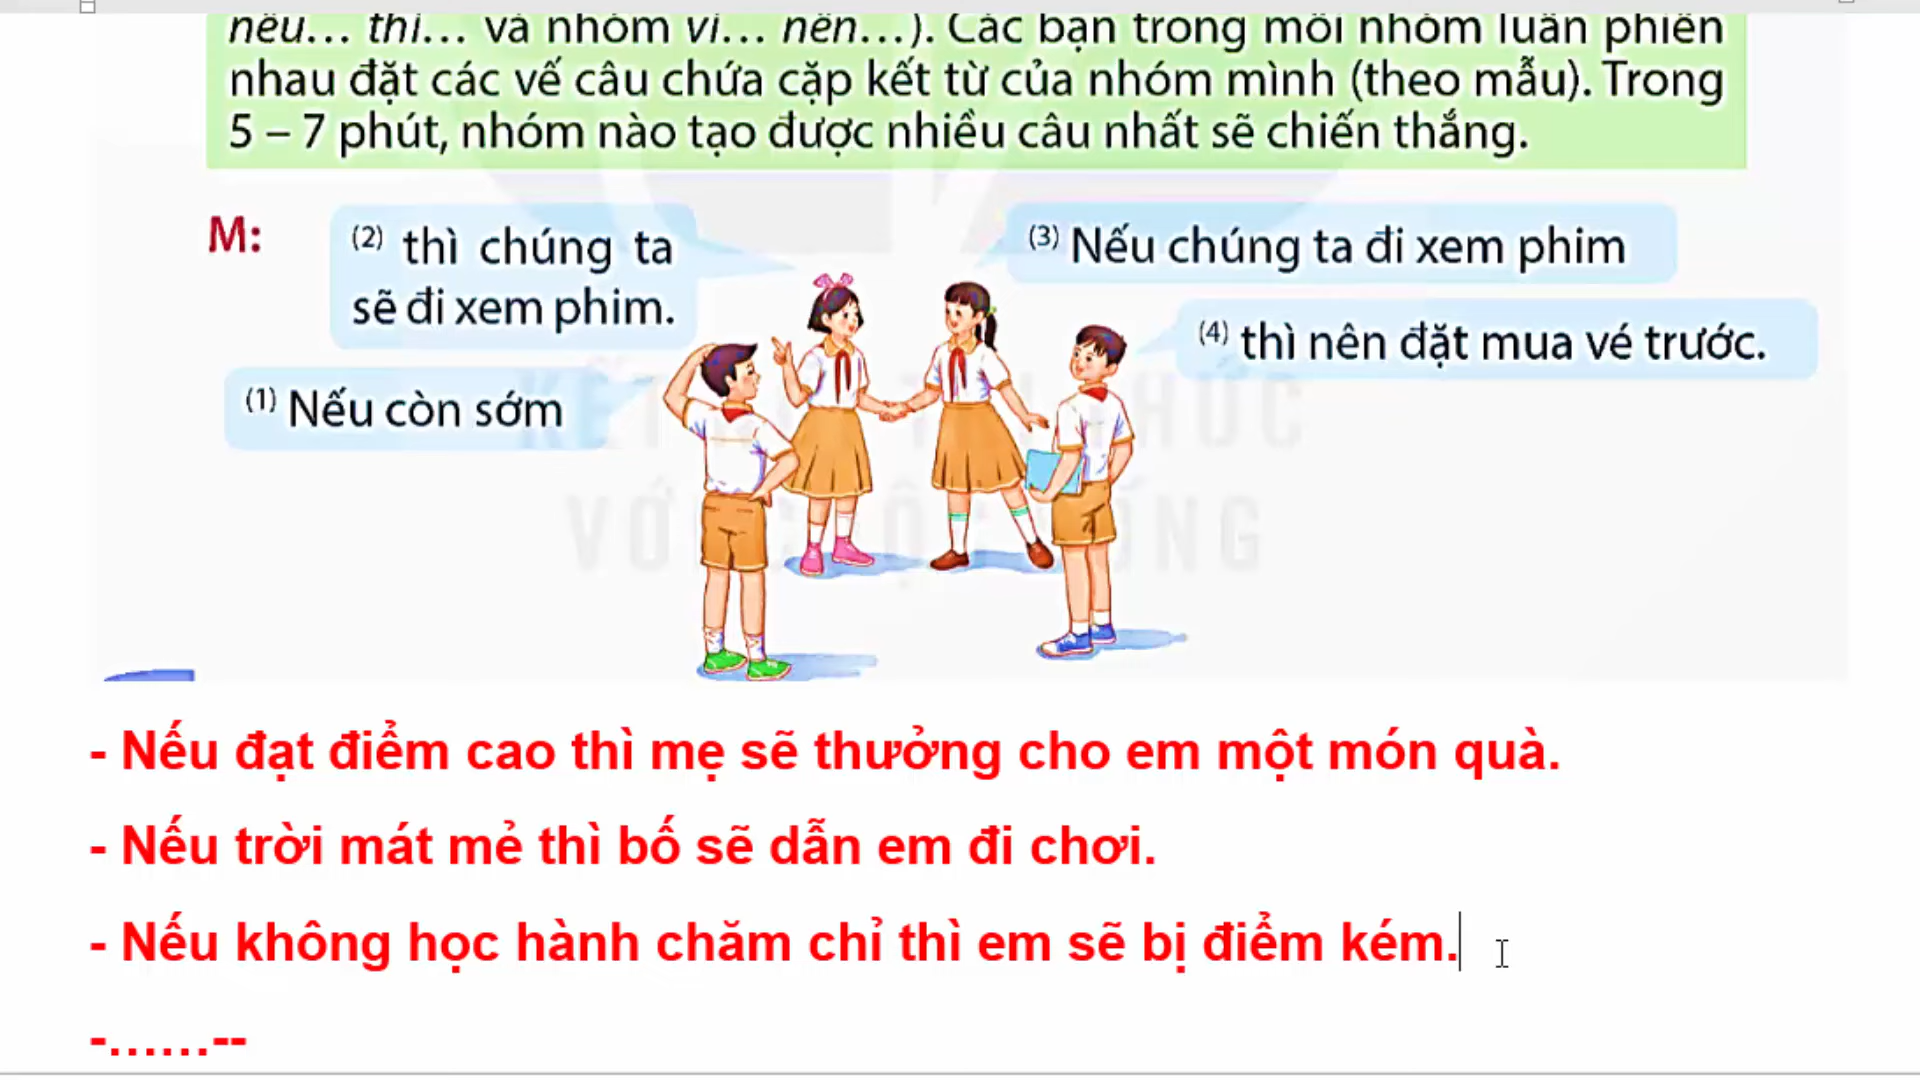 nếu... thì... và nhóm vì... nên...). Các bạn trong mỗi nhóm luân phiên
nhau đặt các vế câu chứa cặp kết từ của nhóm mình (theo mẫu). Trong
5 – 7 phút, nhóm nào tạo được nhiều câu nhất sẽ chiến thắng.
M:
(2) thì chúng ta
sẽ đi xem phim.
(3) Nếu chúng ta đi xem phim
(4) thì nên đặt mua vé trước.
(1) Nếu còn sớm
- Nếu đạt điểm cao thì mẹ sẽ thưởng cho em một món quà.
- Nếu trời mát mẻ thì bố sẽ dẫn em đi chơi.
- Nếu không học hành chăm chỉ thì em sẽ bị điểm kém.
-......--